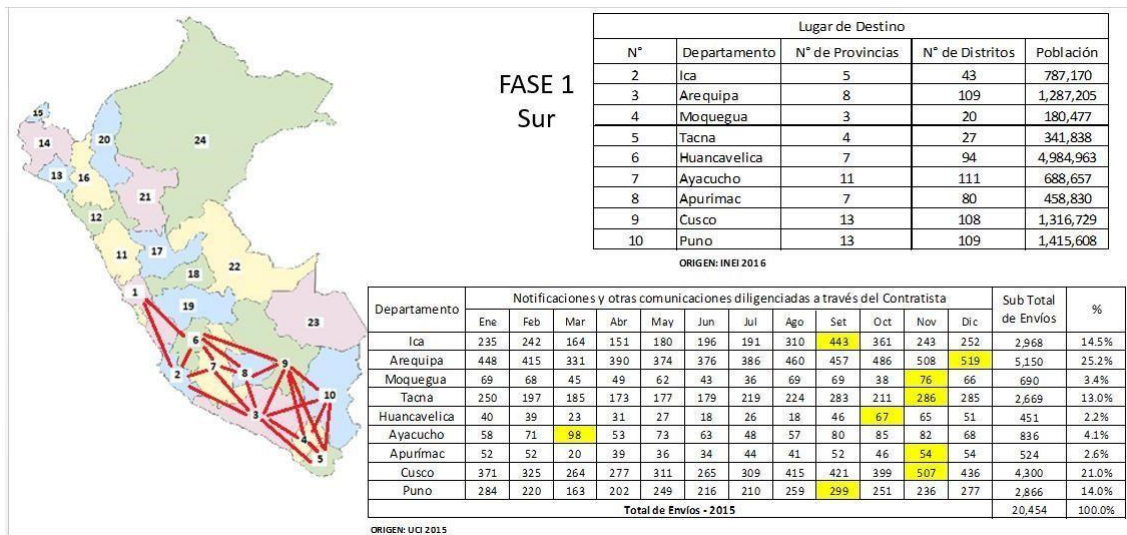 FASE 1
Sur
Lugar de Destino
N° Departamento N° de Provincias N° de Distritos Población
2 Ica 5 43 787,170
3 Arequipa 8 109 1,287,205
4 Moquegua 3 20 180,477
5 Tacna 4 27 341,838
6 Huancavelica 7 94 4,984,963
7 Ayacucho 11 111 688,657
8 Apurimac 7 80 458,830
9 Cusco 13 108 1,316,729
10 Puno 13 109 1,415,608
ORIGEN: INEI 2016
15
14
20
24
13
16
21
12
11
17
22
18
1
19
23
6
9
2
7
8
10
3
4
5
Departamento Notificaciones y otras comunicaciones diligenciadas a través del Contratista Sub Total de Envíos %
Ene Feb Mar Abr May Jun Jul Ago Set Oct Nov Dic
Ica 235 242 164 151 180 196 191 310 443 361 243 252 2,968 14.5%
Arequipa 448 415 331 390 374 376 386 460 457 486 508 519 5,150 25.2%
Moquegua 69 68 45 49 62 43 36 69 69 38 76 66 690 3.4%
Tacna 250 197 185 173 177 179 219 224 283 211 286 285 2,669 13.0%
Huancavelica 40 39 23 31 27 18 26 18 46 67 65 51 451 2.2%
Ayacucho 58 71 98 53 73 63 48 57 80 85 82 68 836 4.1%
Apurímac 52 52 20 39 36 34 44 41 52 46 54 54 524 2.6%
Cusco 371 325 264 277 311 265 309 415 421 399 507 436 4,300 21.0%
Puno 284 220 163 202 249 216 210 259 299 251 236 277 2,866 14.0%
Total de Envíos - 2015 20,454 100.0%
ORIGEN: UCI 2015